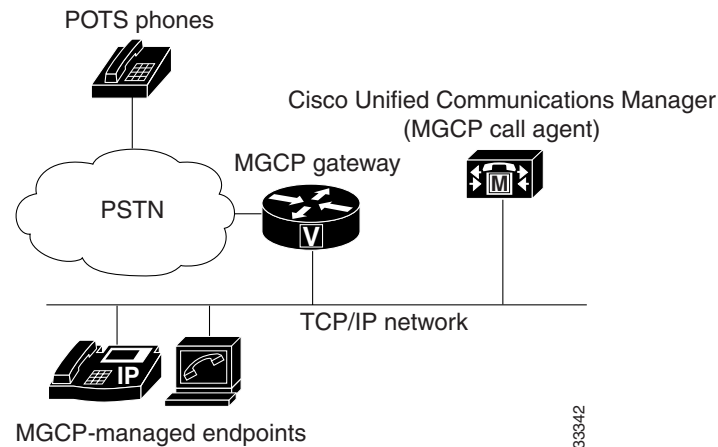 POTS phones
Cisco Unified Communications Manager
(MGCP call agent)
MGCP gateway
M
PSTN
V
TCP/IP network
IP
MGCP-managed endpoints
33342